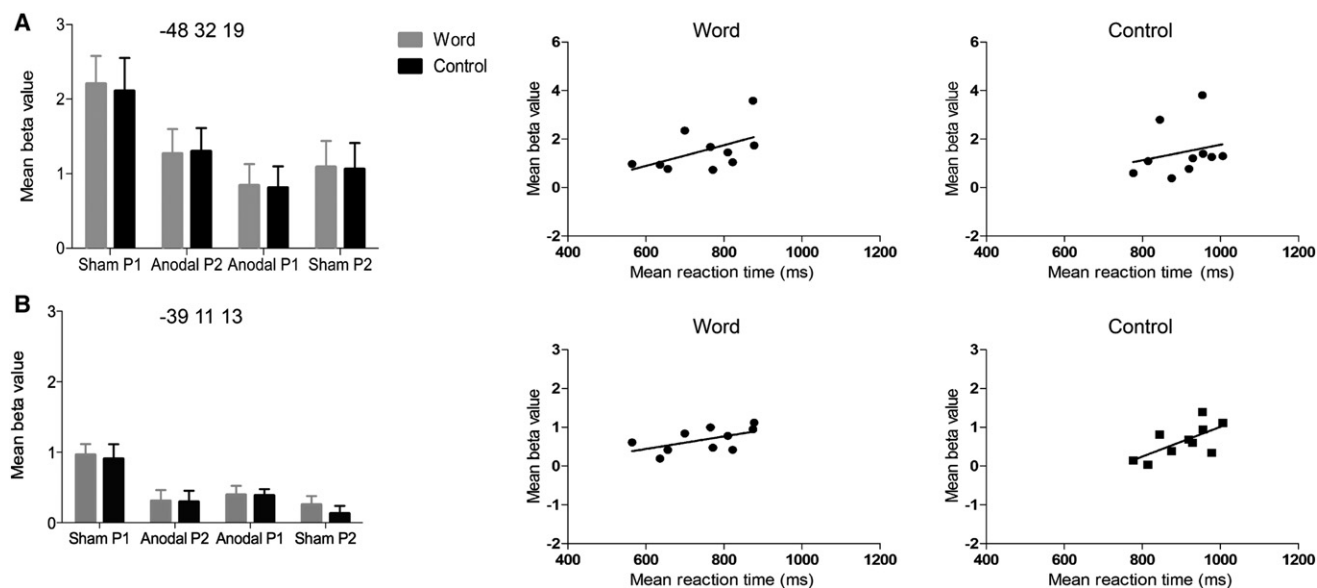 A
-48 32 19
Mean beta value
3
2
1
0
Sham P1 Anodal P2 Anodal P1 Sham P2
Word
Control
Word
Mean beta value
6
4
2
0
-2
400 600 800 1000 1200
Mean reaction time (ms)
Control
Mean beta value
6
4
2
0
-2
400 600 800 1000 1200
Mean reaction time (ms)
B
-39 11 13
Mean beta value
3
2
1
0
Sham P1 Anodal P2 Anodal P1 Sham P2
Word
Mean beta value
3
2
1
0
-1
-2
400 600 800 1000 1200
Mean reaction time (ms)
Control
Mean beta value
3
2
1
0
-1
-2
400 600 800 1000 1200
Mean reaction time (ms)